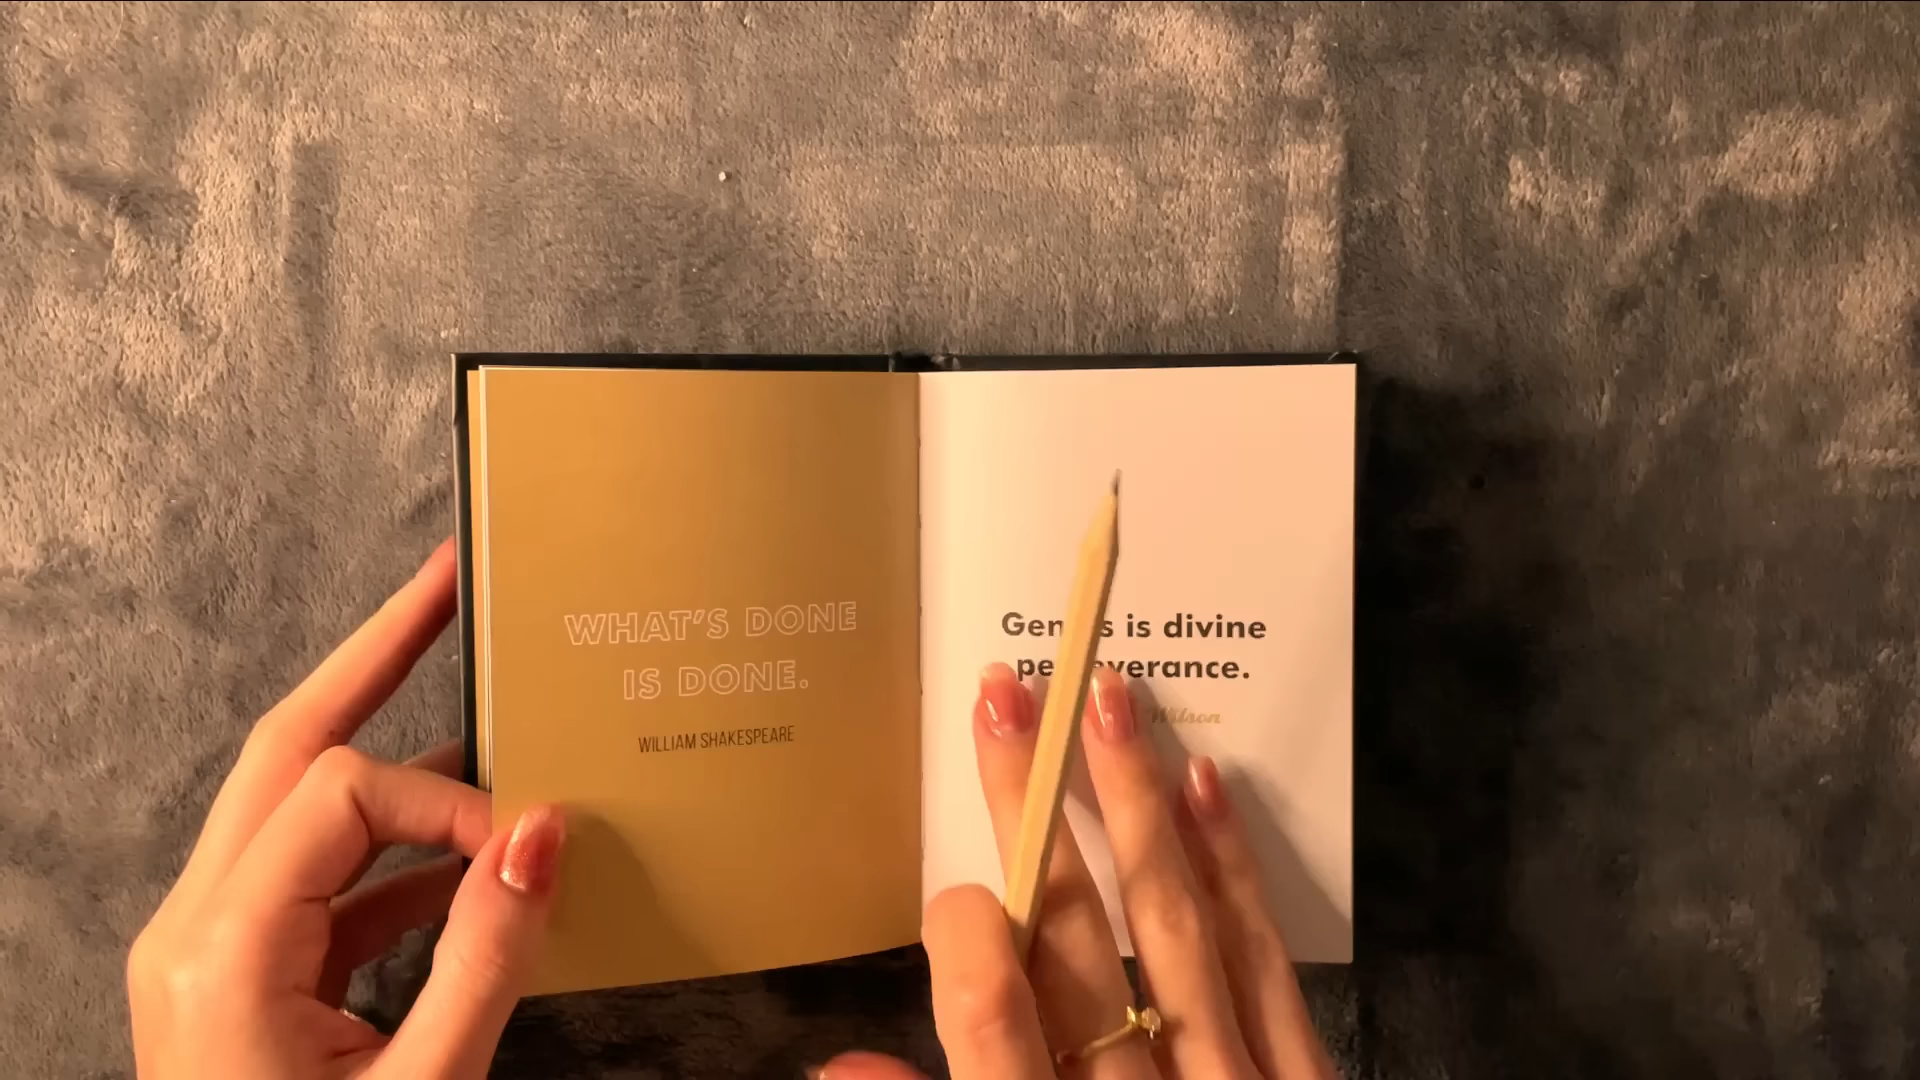 WHAT'S DONE
IS DONE.
WILLIAM SHAKESPEARE
is divine
Wilson